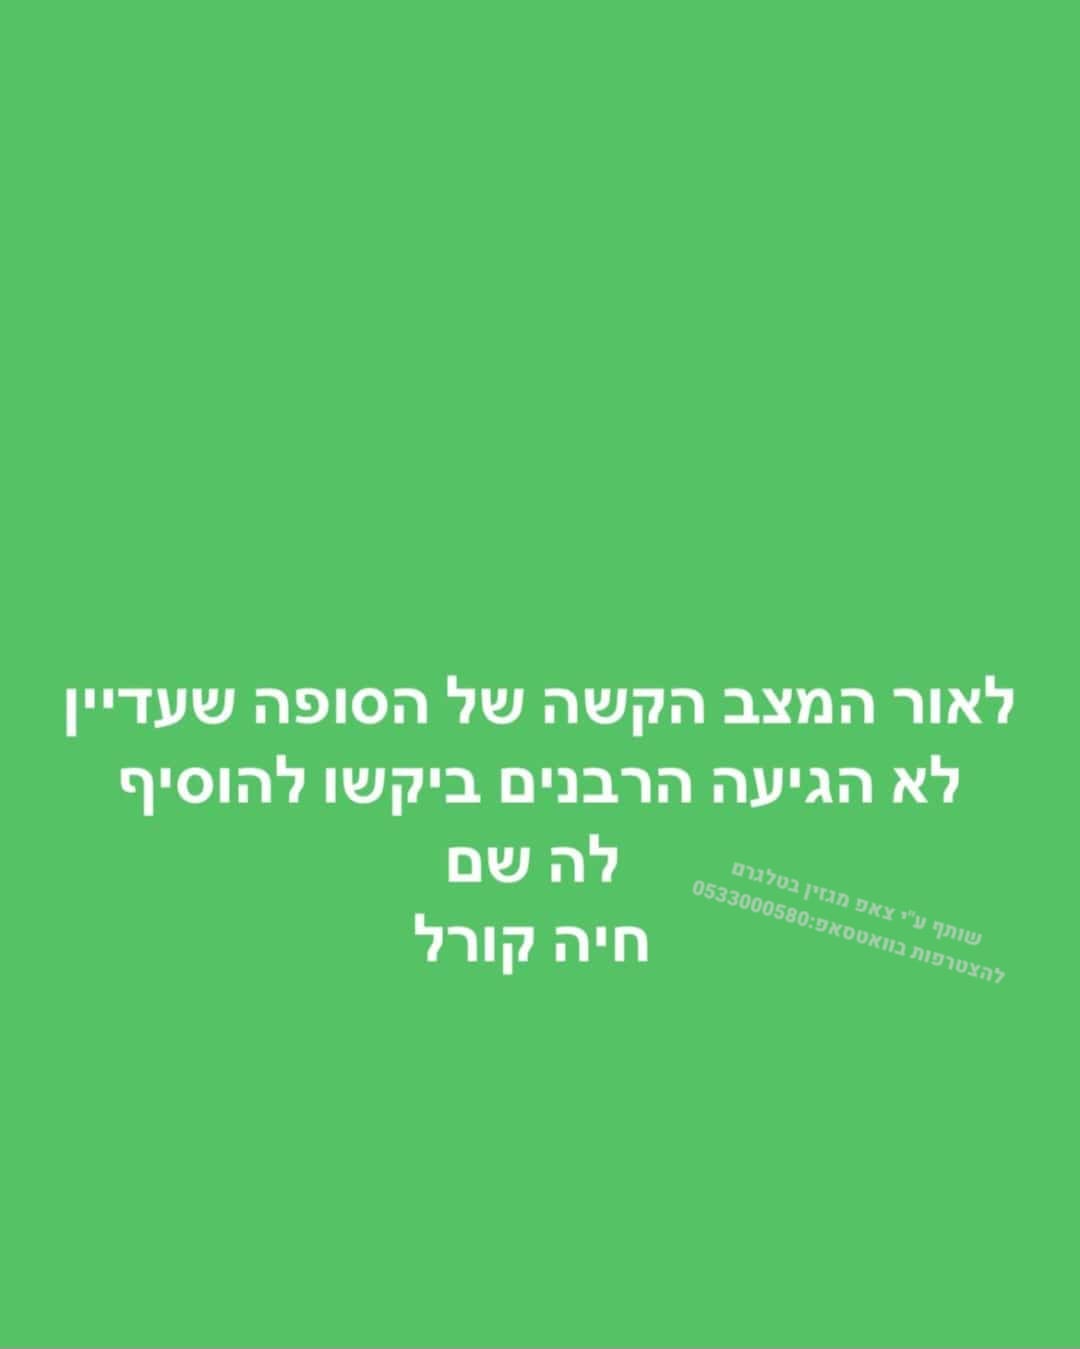 לאור המצב הקשה של הסופה שעדיין
לא הגיעה הרבנים ביקשו להוסיף
לה שם
חיה קורל
שותף ע"י צאפ מגזין בטלגרם
להצטרפות בוואטסאפ:0533000580